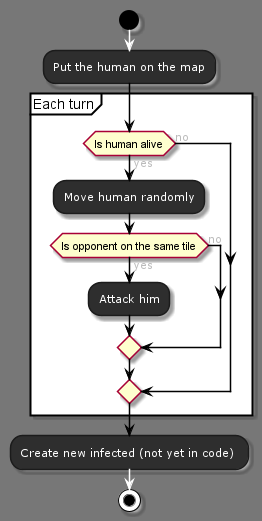 Put the human on the map
Each turn
Is human alive
no
yes
Move human randomly
Is opponent on the same tile
no
yes
Attack him
Create new infected (not yet in code)